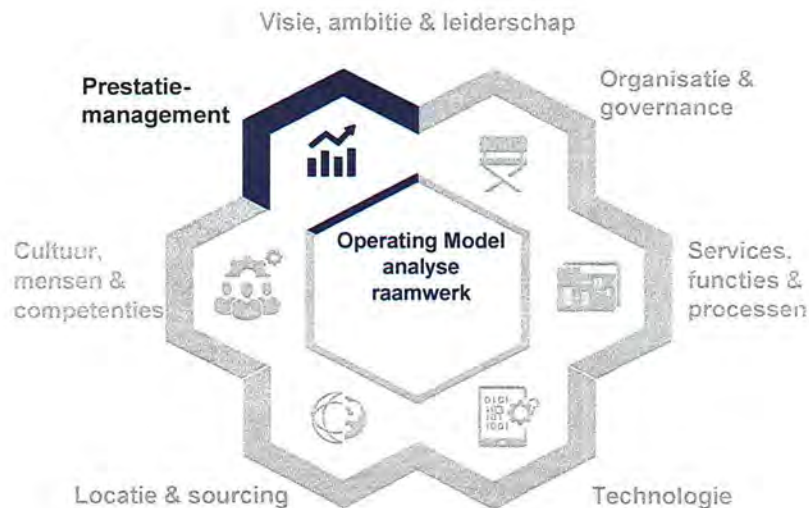 Visie, ambitie & leiderschap
Prestatie-
management
Organisatie &
governance
Operating Model
analyse
raamwerk
Cultuur,
mensen &
competenties
Services,
functies &
processen
Locatie & sourcing
Technologie